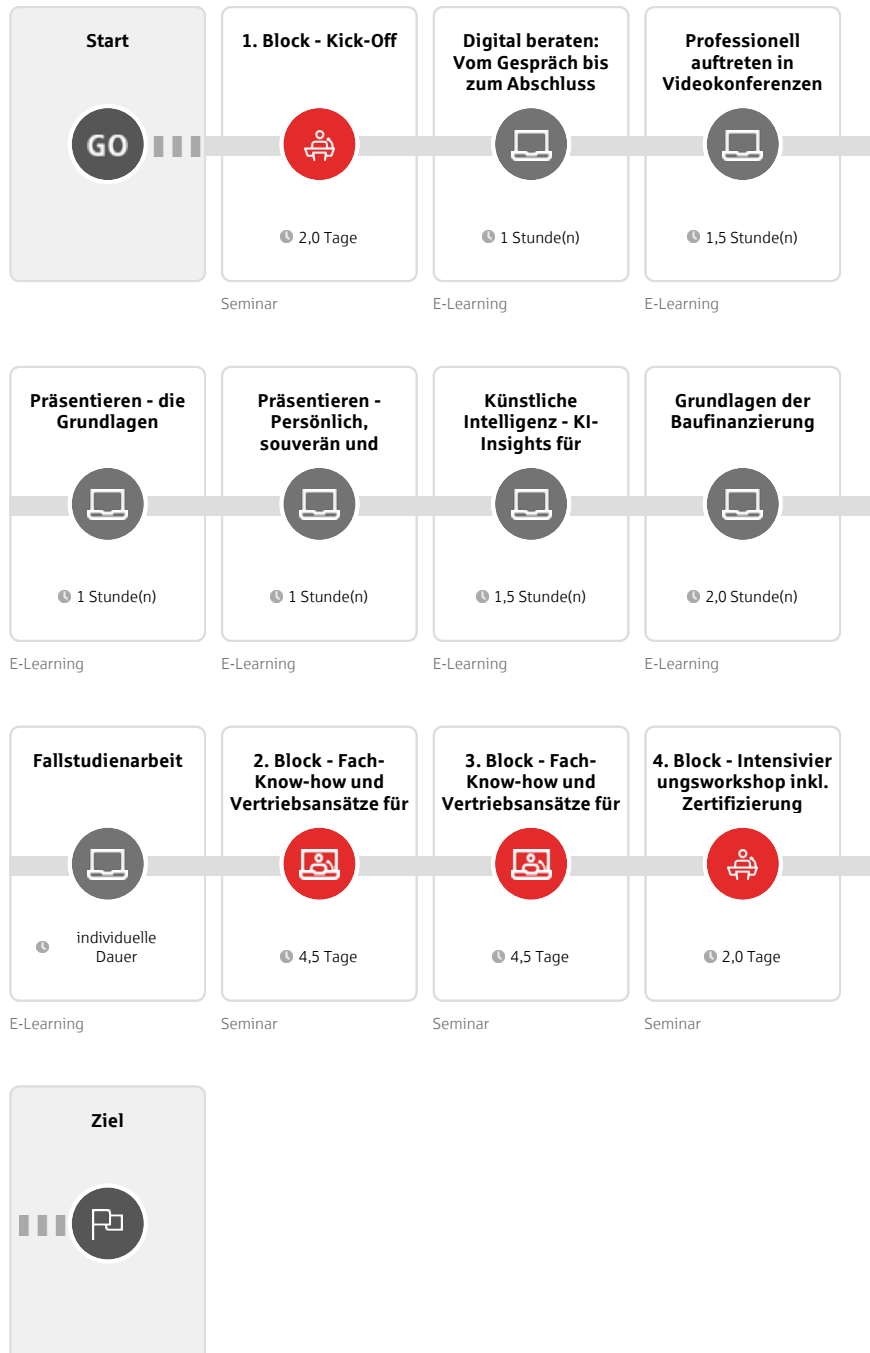 Start
GO
1. Block - Kick-Off
2,0 Tage
Seminar
Digital beraten:
Vom Gespräch bis
zum Abschluss
1 Stunde(n)
E-Learning
Professionell
auftreten in
Videokonferenzen
1,5 Stunde(n)
E-Learning
Präsentieren - die
Grundlagen
1 Stunde(n)
E-Learning
Präsentieren -
Persönlich,
souverän und
1 Stunde(n)
E-Learning
Künstliche
Intelligenz - KI-
Insights für
1,5 Stunde(n)
E-Learning
Grundlagen der
Baufinanzierung
2,0 Stunde(n)
E-Learning
Fallstudienarbeit
individuelle
Dauer
E-Learning
2. Block - Fach-
Know-how und
Vertriebsansätze für
4,5 Tage
Seminar
3. Block - Fach-
Know-how und
Vertriebsansätze für
4,5 Tage
Seminar
4. Block - Intensivier
ungsworkshop inkl.
Zertifizierung
2,0 Tage
Seminar
Ziel